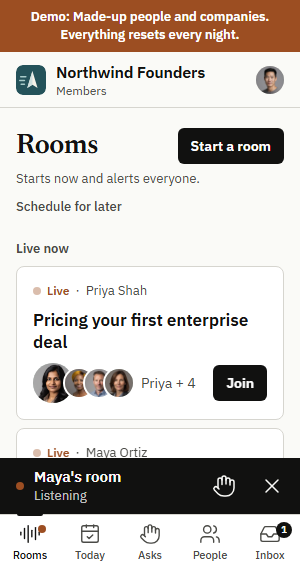 Demo: Made-up people and companies.
Everything resets every night.
Northwind Founders
Members
Rooms
Start a room
Starts now and alerts everyone.
Schedule for later
Live now
Live · Priya Shah
Pricing your first enterprise
deal
Priya + 4
Join
Live · Maya Ortiz
Maya's room
Listening
1
Rooms
Today
Asks
People
Inbox